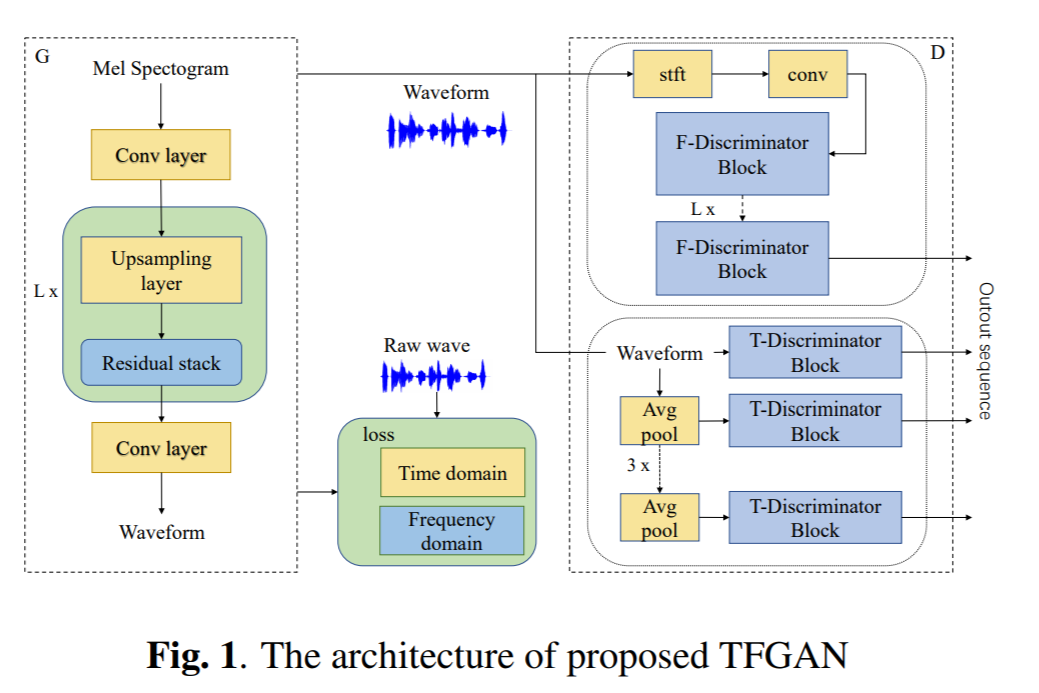 G
Mel Spectogram
Conv layer
L x
Upsampling
layer
Residual stack
Conv layer
Waveform
Waveform
Raw wave
loss
Time domain
Frequency
domain
D
stft
conv
F-Discriminator
Block
L x
F-Discriminator
Block
Waveform
T-Discriminator
Block
Avg
pool
T-Discriminator
Block
3 x
Avg
pool
T-Discriminator
Block
Outout sequence
Fig. 1. The architecture of proposed TFGAN